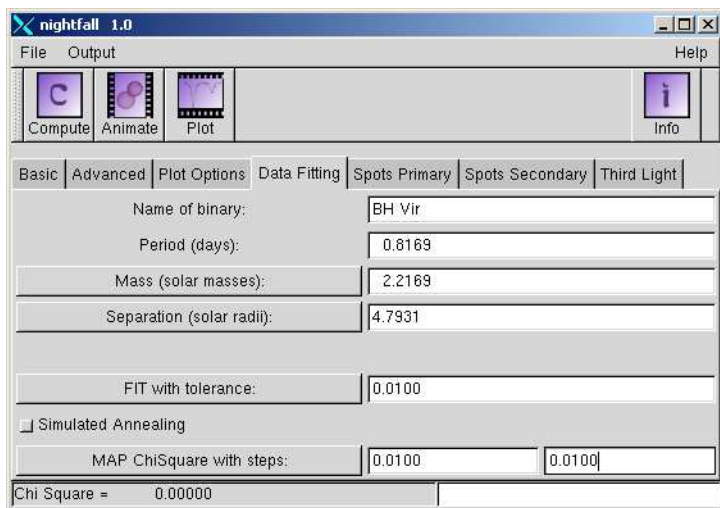 nightfall 1.0
File Output Help
C
Compute Animate Plot i Info
Basic Advanced Plot Options Data Fitting Spots Primary Spots Secondary Third Light
Name of binary: BH Vir
Period (days): 0.8169
Mass (solar masses): 2.2169
Separation (solar radii): 4.7931
FIT with tolerance: 0.0100
Simulated Annealing
MAP ChiSquare with steps: 0.0100 0.0100
Chi Square = 0.00000